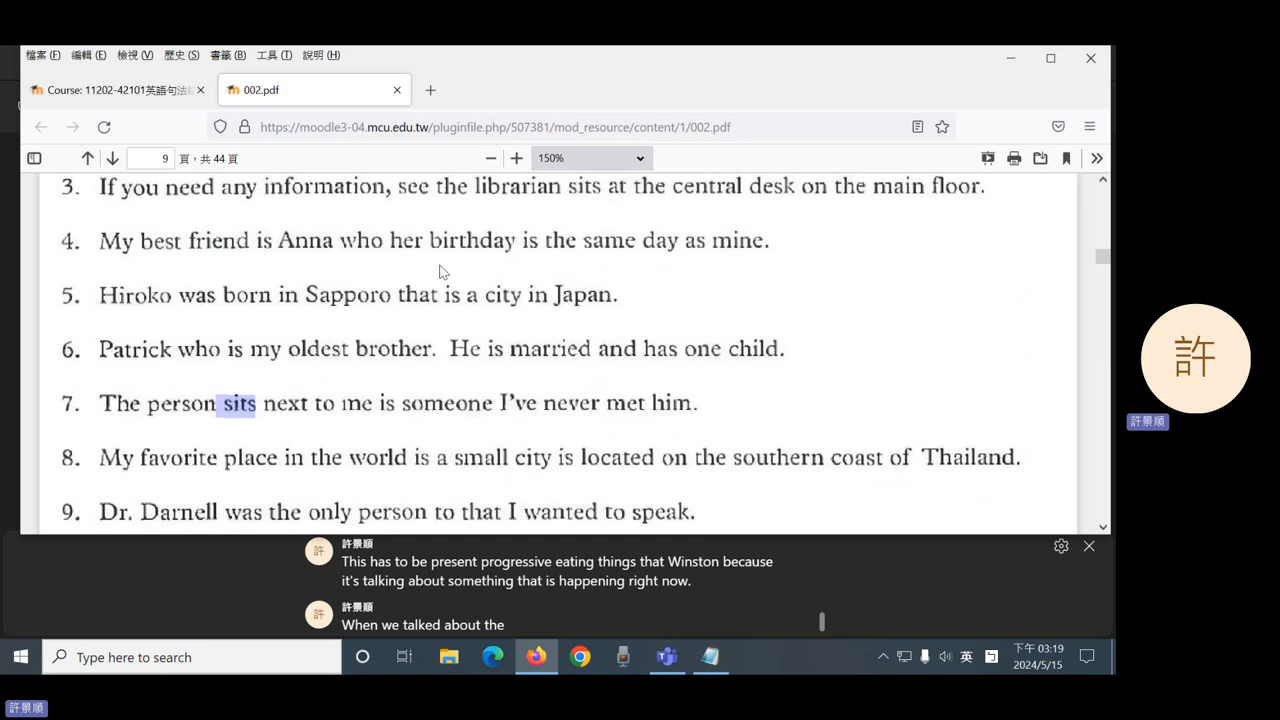 檔案(F) 編輯(E) 檢視(V) 歷史(S) 書籤(B) 工具(T) 說明(H)
Course: 11202-42101英語句法 002.pdf
https://moodle3-04.mcu.edu.tw/pluginfile.php/507381/mod_resource/content/1/002.pdf
9 頁，共 44 頁 150%
3. If you need any information, see the librarian sits at the central desk on the main floor.
4. My best friend is Anna who her birthday is the same day as mine.
5. Hiroko was born in Sapporo that is a city in Japan.
6. Patrick who is my oldest brother. He is married and has one child.
7. The person sits next to me is someone I've never met him.
8. My favorite place in the world is a small city is located on the southern coast of Thailand.
9. Dr. Darnell was the only person to that I wanted to speak.
許
許景順
許 許景順
This has to be present progressive eating things that Winston because
it's talking about something that is happening right now.
許 許景順
When we talked about the
Type here to search
英
下午 03:19
2024/5/15
許景順